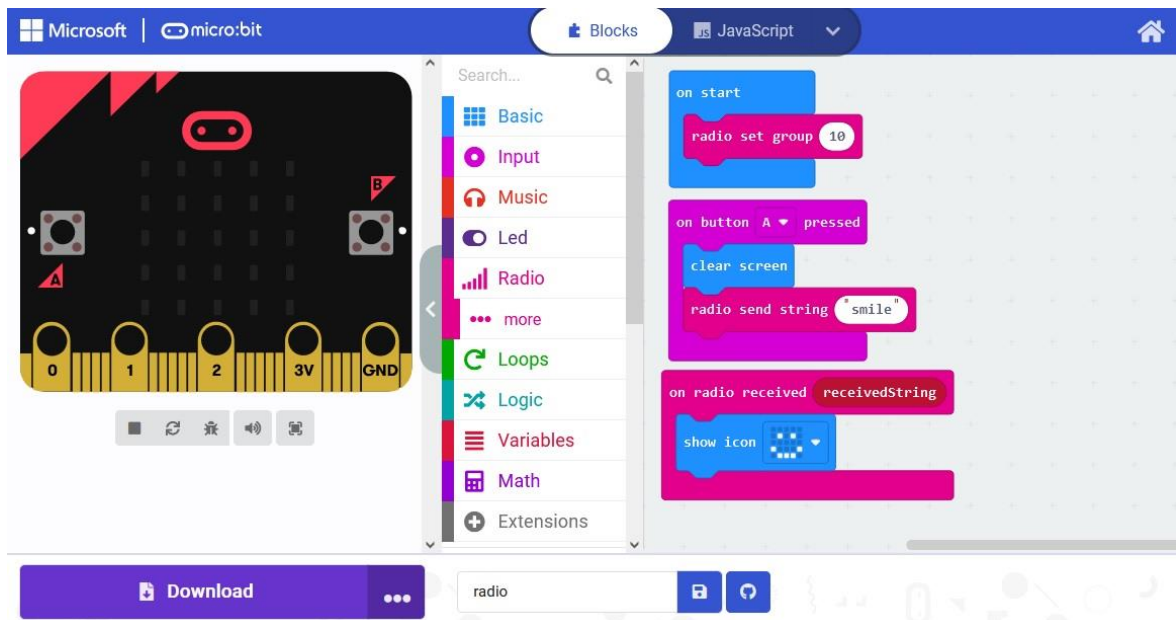 Microsoft micro:bit Blocks JavaScript
B
A
0 1 2 3V GND
Search...
Basic
Input
Music
Led
Radio
more
Loops
Logic
Variables
Math
Extensions
on start
radio set group 10
on button A pressed
clear screen
radio send string "smile"
on radio received receivedString
show icon
Download radio